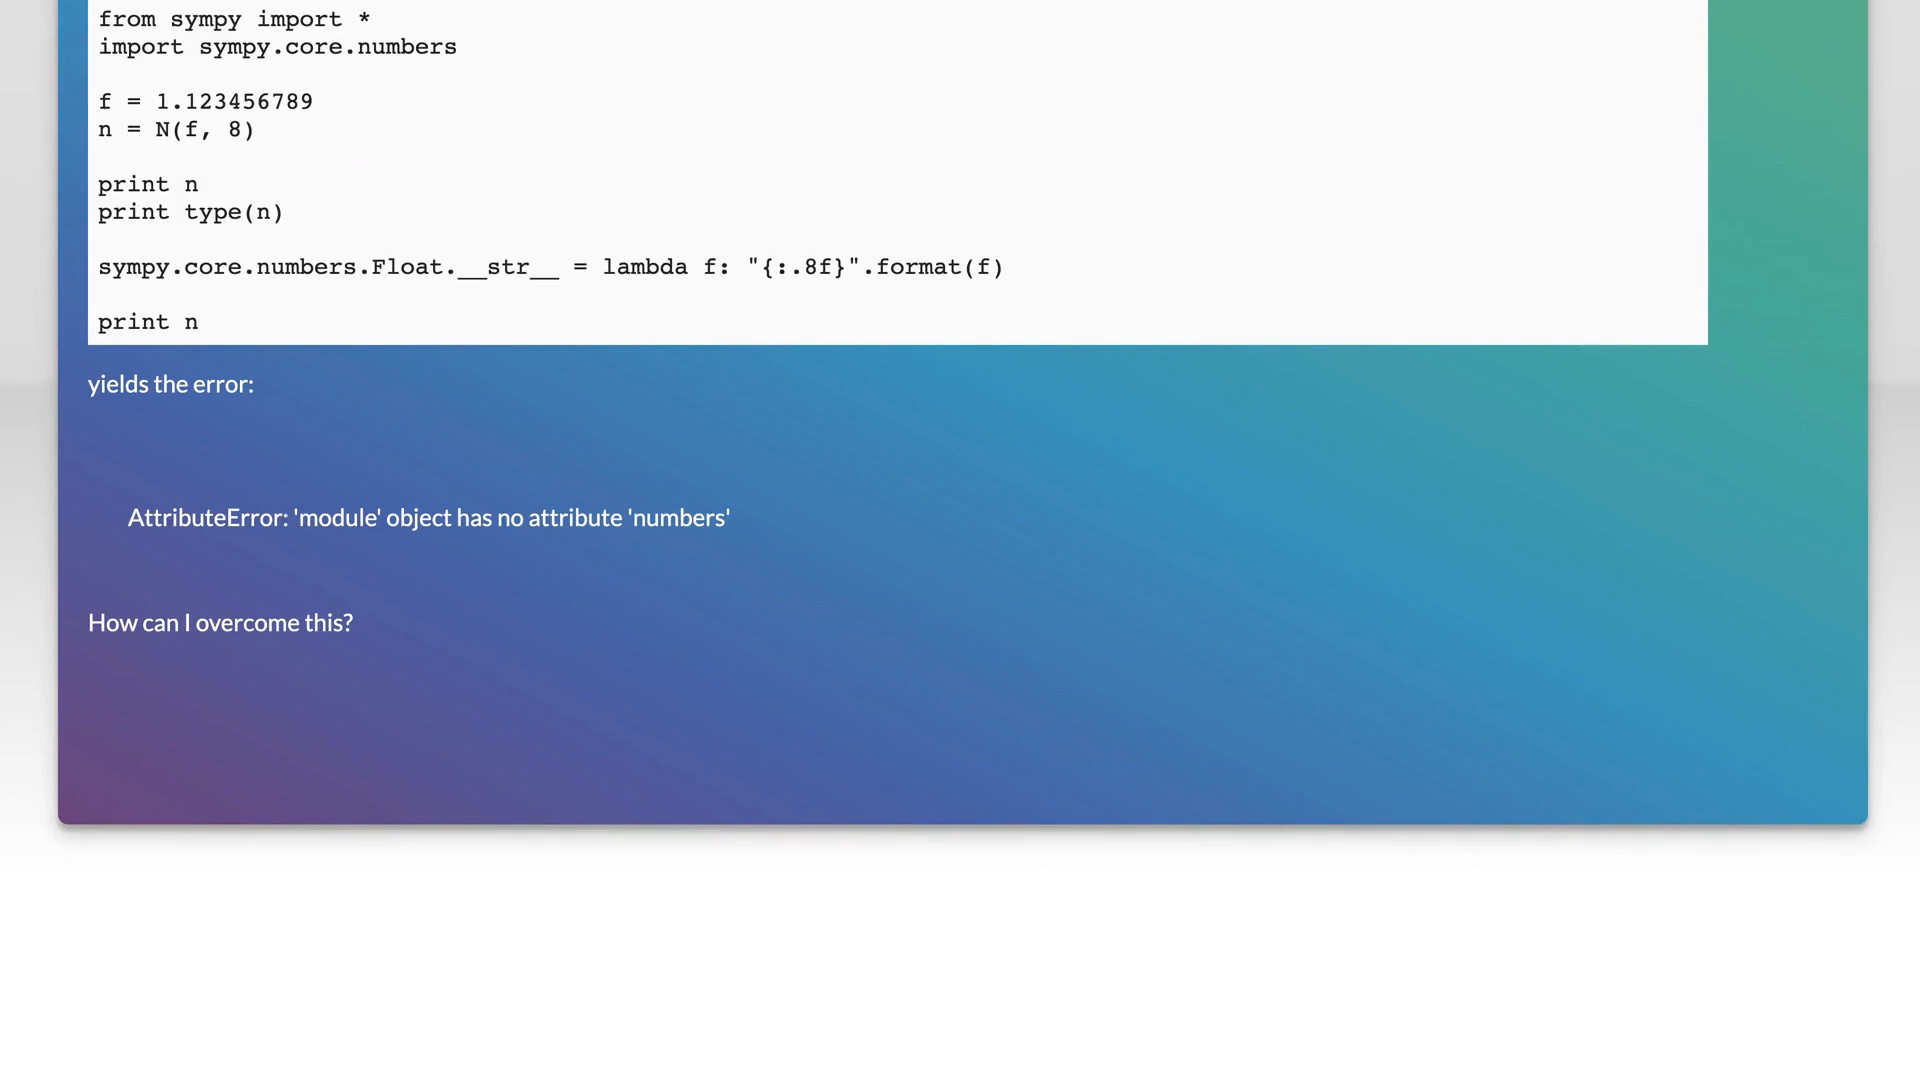 from sympy import *
import sympy.core.numbers
f = 1.123456789
n = N(f, 8)
print n
print type(n)
sympy.core.numbers.Float.__str__ = lambda f: "{:.8f}".format(f)
print n
yields the error:
AttributeError: 'module' object has no attribute 'numbers'
How can I overcome this?